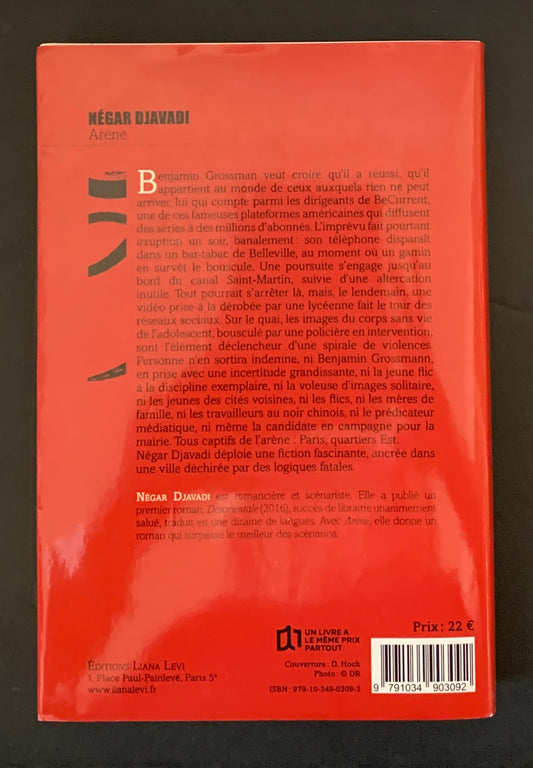 NÉGAR DJAVADI
Arène
Benjamin Grossman veut croire qu'il a réussi, qu'il
appartient au monde de ceux auxquels rien ne peut
arriver, lui qui compte parmi les dirigeants de BeCurrent,
une de ces fameuses plateformes américaines qui diffusent
des séries à des millions d'abonnés. L'imprévu fait pourtant
irruption un soir, banalement : son téléphone disparaît
dans un bar-tabac de Belleville, au moment où un gamin
en survêt le bouscule. Une poursuite s'engage jusqu'au
bord du canal Saint-Martin, suivie d'une altercation
inutile. Tout pourrait s'arrêter là, mais, le lendemain, une
vidéo prise à la dérobée par une lycéenne fait le tour des
réseaux sociaux. Sur le quai, les images du corps sans vie
de l'adolescent, bousculé par une policière en intervention,
sont l'élément déclencheur d'une spirale de violences.
Personne n'en sortira indemne, ni Benjamin Grossmann,
en prise avec une incertitude grandissante, ni la jeune flic
à la discipline exemplaire, ni la voleuse d'images solitaire,
ni les jeunes des cités voisines, ni les flics, ni les mères de
famille, ni les travailleurs au noir chinois, ni le prédicateur
médiatique, ni même la candidate en campagne pour la
mairie. Tous captifs de l'arène : Paris, quartiers Est.
Négar Djavadi déploie une fiction fascinante, ancrée dans
une ville déchirée par des logiques fatales.
NÉGAR DJAVADI est romancière et scénariste. Elle a publié un
premier roman, Désorientale (2016), succès de librairie unanimement
salué, traduit en une dizaine de langues. Avec Arène, elle donne un
roman qui surpasse le meilleur des scénarios.
UN LIVRE A
LE MÊME PRIX
PARTOUT
Prix : 22 €
ÉDITIONS LIANA LEVI
1, Place Paul-Painlevé, Paris 5e
www.lianalevi.fr
Couverture : D. Hoch
Photo : © DR
ISBN : 979-10-349-0309-3
9 791034 903092